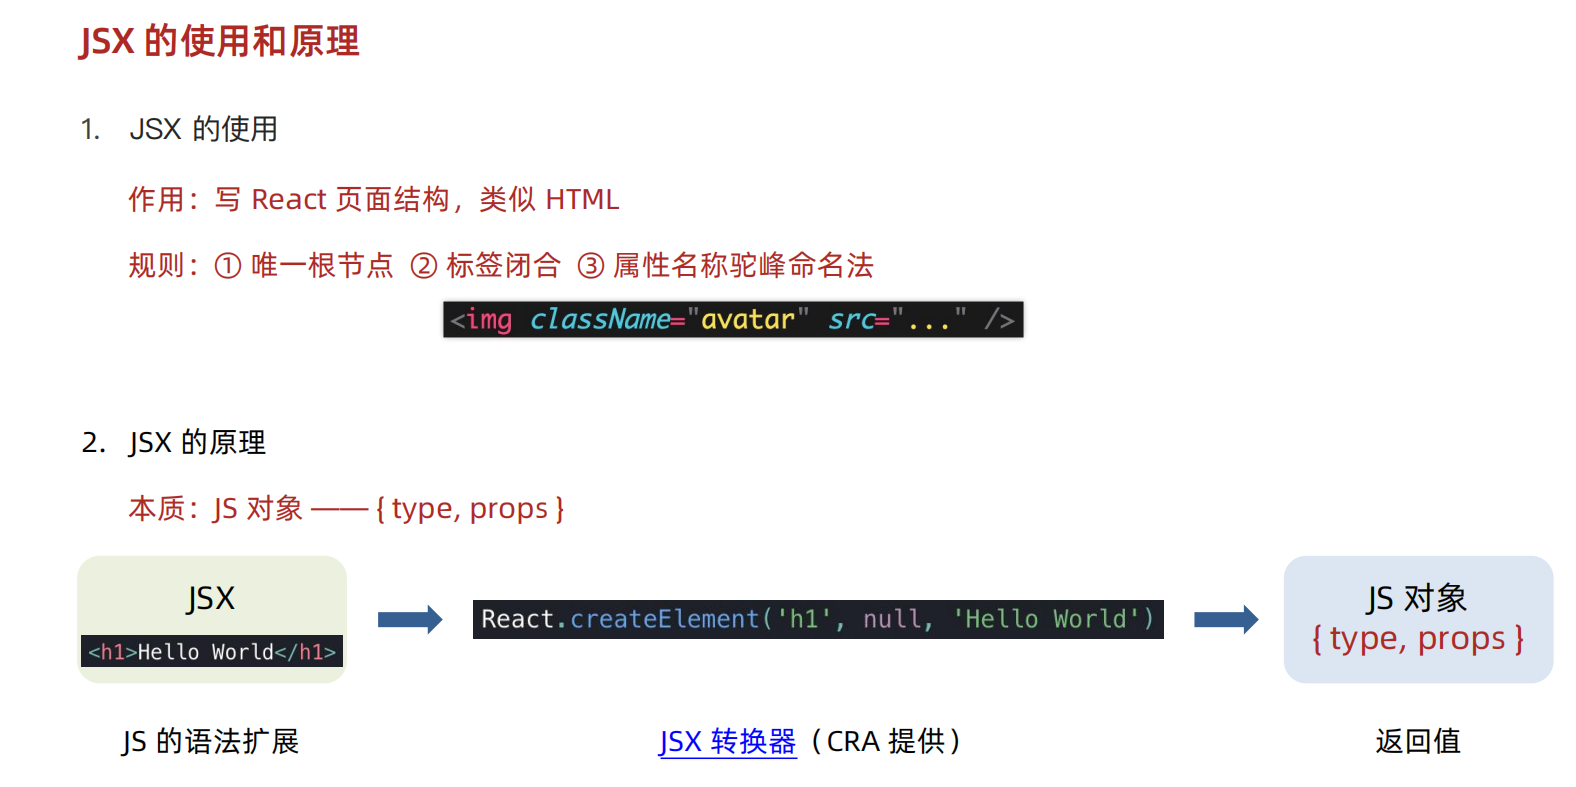 JSX 的使用和原理
1. JSX 的使用
作用：写 React 页面结构，类似 HTML
规则：① 唯一根节点 ② 标签闭合 ③ 属性名称驼峰命名法
<img className="avatar" src="..." />
2. JSX 的原理
本质：JS 对象 —— { type, props }
JSX
<h1>Hello World</h1>
React.createElement('h1', null, 'Hello World')
JS 对象
{ type, props }
JS 的语法扩展
JSX 转换器（CRA 提供）
返回值